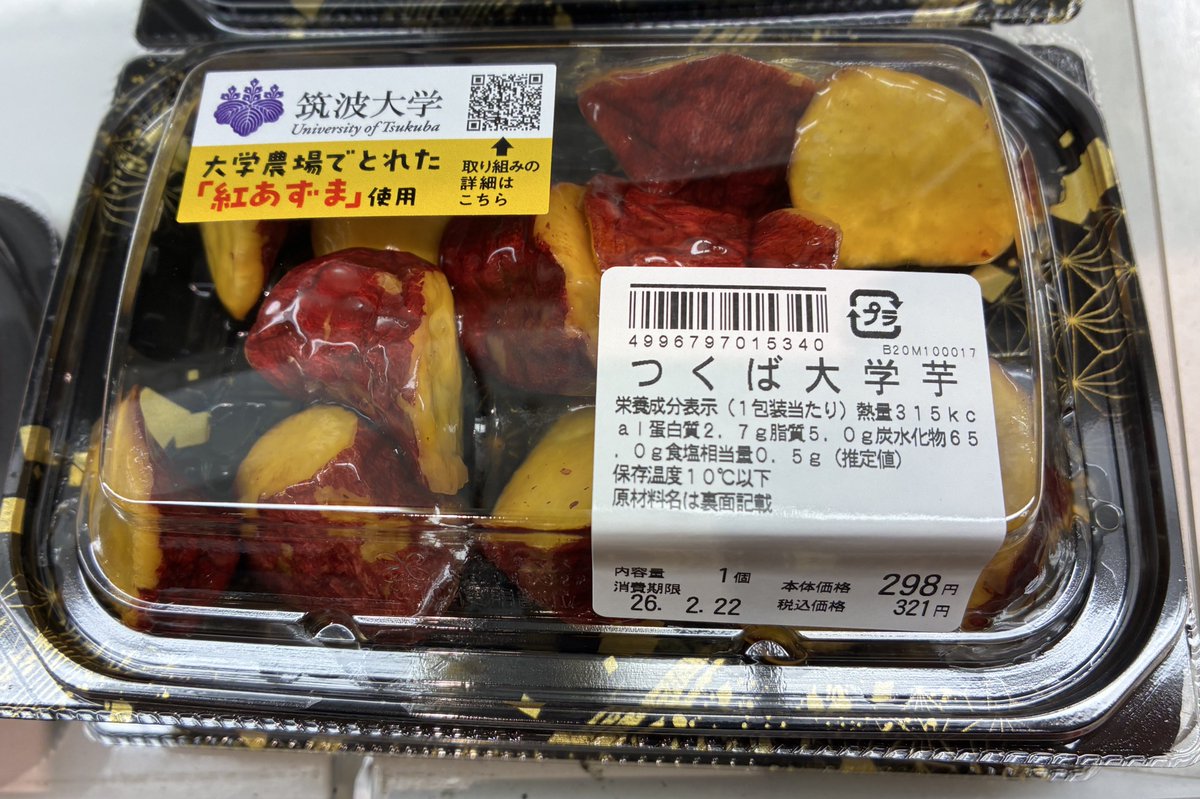 筑波大学
University of Tsukuba
大学農場でとれた
「紅あずま」使用
取り組みの
詳細は
こちら
4996797015340
プラ
B20M100017
つくば大学芋
栄養成分表示（1包装当たり）熱量315kc
al蛋白質2．7g脂質5．0g炭水化物65
．0g食塩相当量0．5g（推定値）
保存温度10℃以下
原材料名は裏面記載
内容量 1個
消費期限
26. 2.22
本体価格 298円
税込価格 321円